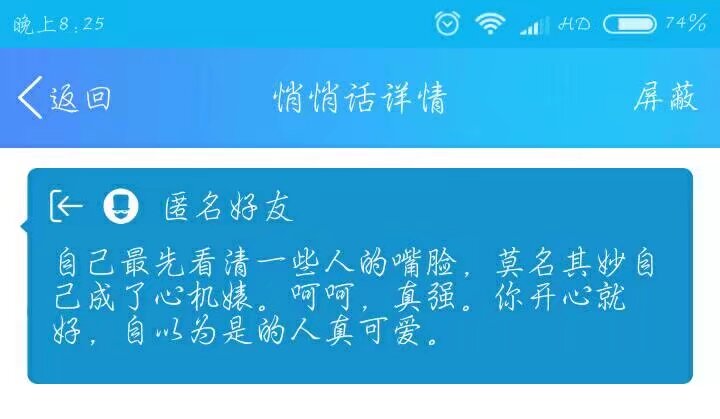 晚上8.25 HD 74%
返回 悄悄话详情 屏蔽
匿名好友
自己最先看清一些人的嘴脸，莫名其妙自
己成了心机婊。呵呵，真强。你开心就
好，自以为是的人真可爱。